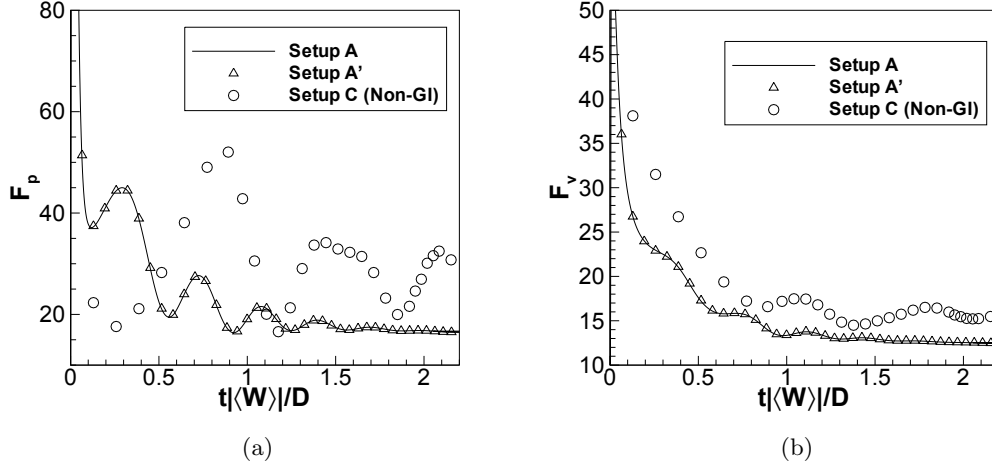 80
60
40
20
F_p
0
0.5
1
1.5
2
t|⟨W⟩|/D
Setup A
Setup A'
Setup C (Non-GI)
(a)
50
45
40
35
30
25
20
15
10
F_v
0
0.5
1
1.5
2
t|⟨W⟩|/D
Setup A
Setup A'
Setup C (Non-GI)
(b)